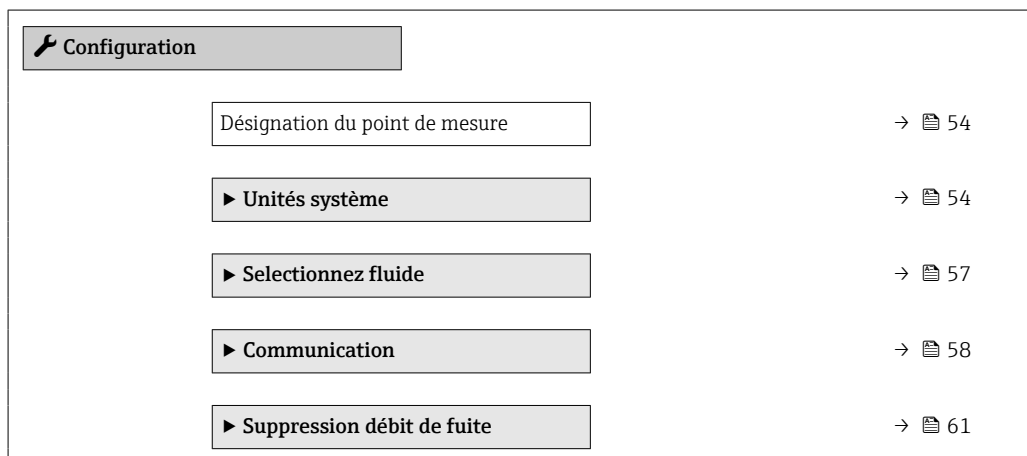 Configuration
Désignation du point de mesure → 54
▶ Unités système → 54
▶ Selectionnez fluide → 57
▶ Communication → 58
▶ Suppression débit de fuite → 61